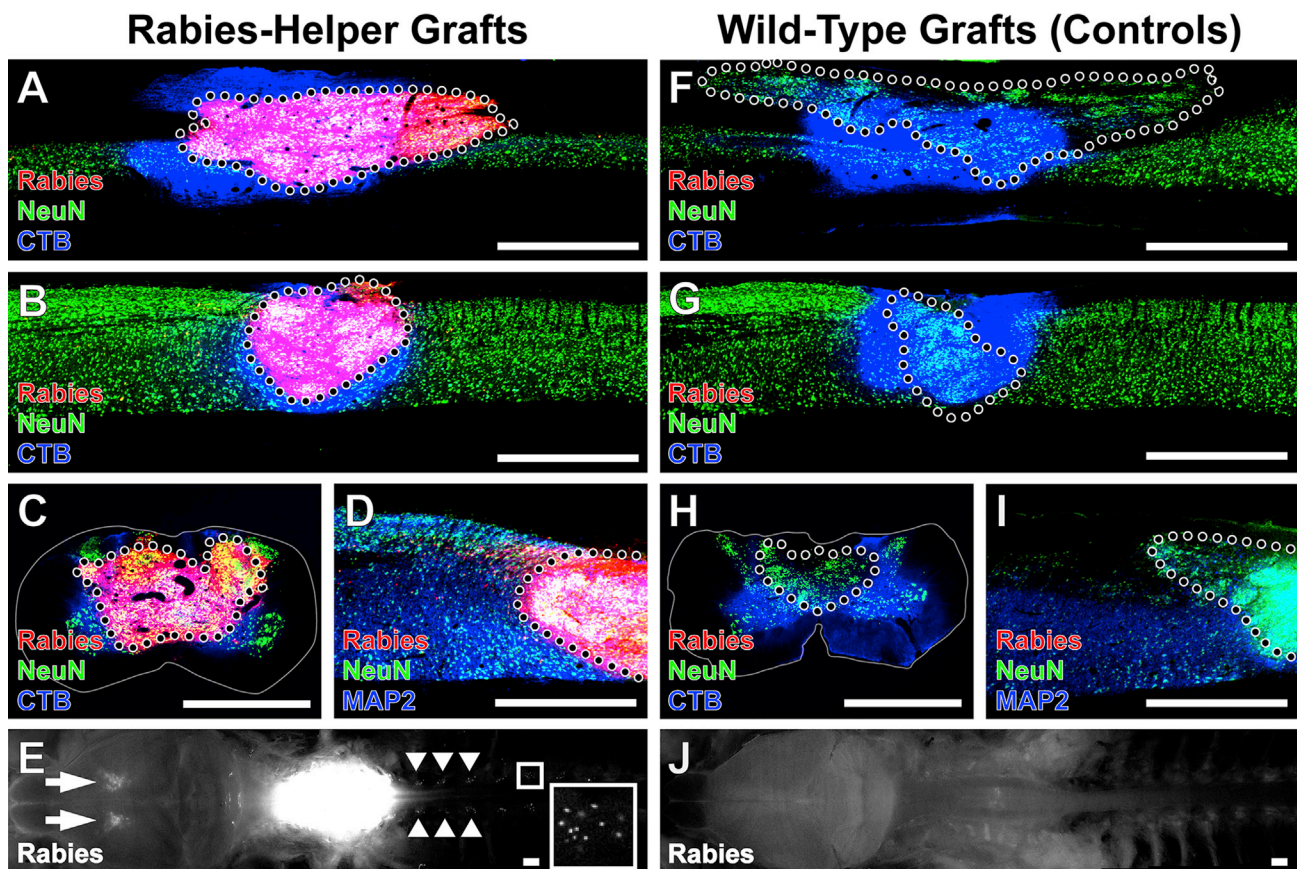 Rabies-Helper Grafts
Wild-Type Grafts (Controls)
A
Rabies
NeuN
CTB
F
Rabies
NeuN
CTB
B
Rabies
NeuN
CTB
G
Rabies
NeuN
CTB
C
Rabies
NeuN
CTB
D
Rabies
NeuN
MAP2
H
Rabies
NeuN
CTB
I
Rabies
NeuN
MAP2
E
Rabies
J
Rabies